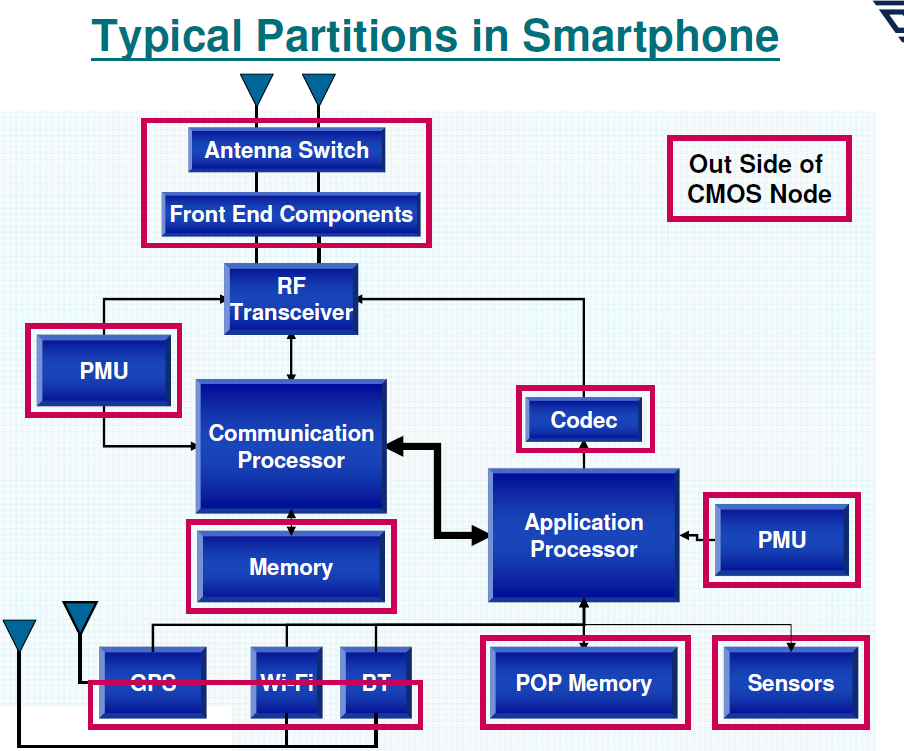 Typical Partitions in Smartphone
Antenna Switch
Out Side of
CMOS Node
Front End Components
RF
Transceiver
PMU
Codec
Communication
Processor
Application
Processor
PMU
Memory
GPS
Wi-Fi
BT
POP Memory
Sensors